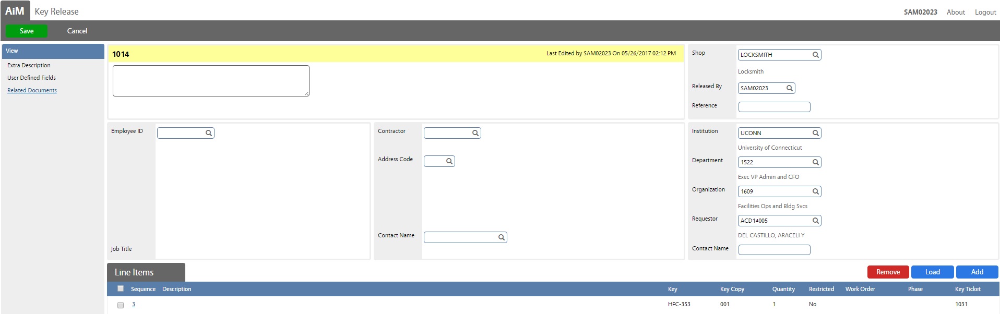 AiM Key Release SAM02023 About Logout
Save Cancel
View
Extra Description
User Defined Fields
Related Documents
1014 Last Edited by SAM02023 On 05/26/2017 02:12 PM
Shop LOCKSMITH
Locksmith
Released By SAM02023
Reference
Employee ID
Job Title
Contractor
Address Code
Contact Name
Institution UCONN
University of Connecticut
Department 1522
Exec VP Admin and CFO
Organization 1609
Facilities Ops and Bldg Svcs
Requestor ACD14005
DEL CASTILLO, ARACELI Y
Contact Name
Line Items Remove Load Add
Sequence Description Key Key Copy Quantity Restricted Work Order Phase Key Ticket
3 HFC-353 001 1 No 1031